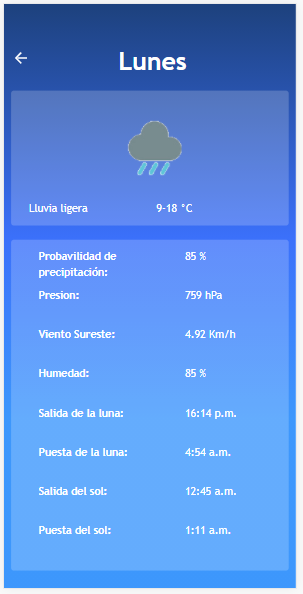 Lunes
Lluvia ligera 9-18 °C
Probavilidad de 85 %
precipitación:
Presion: 759 hPa
Viento Sureste: 4.92 Km/h
Humedad: 85 %
Salida de la luna: 16:14 p.m.
Puesta de la luna: 4:54 a.m.
Salida del sol: 12:45 a.m.
Puesta del sol: 1:11 a.m.